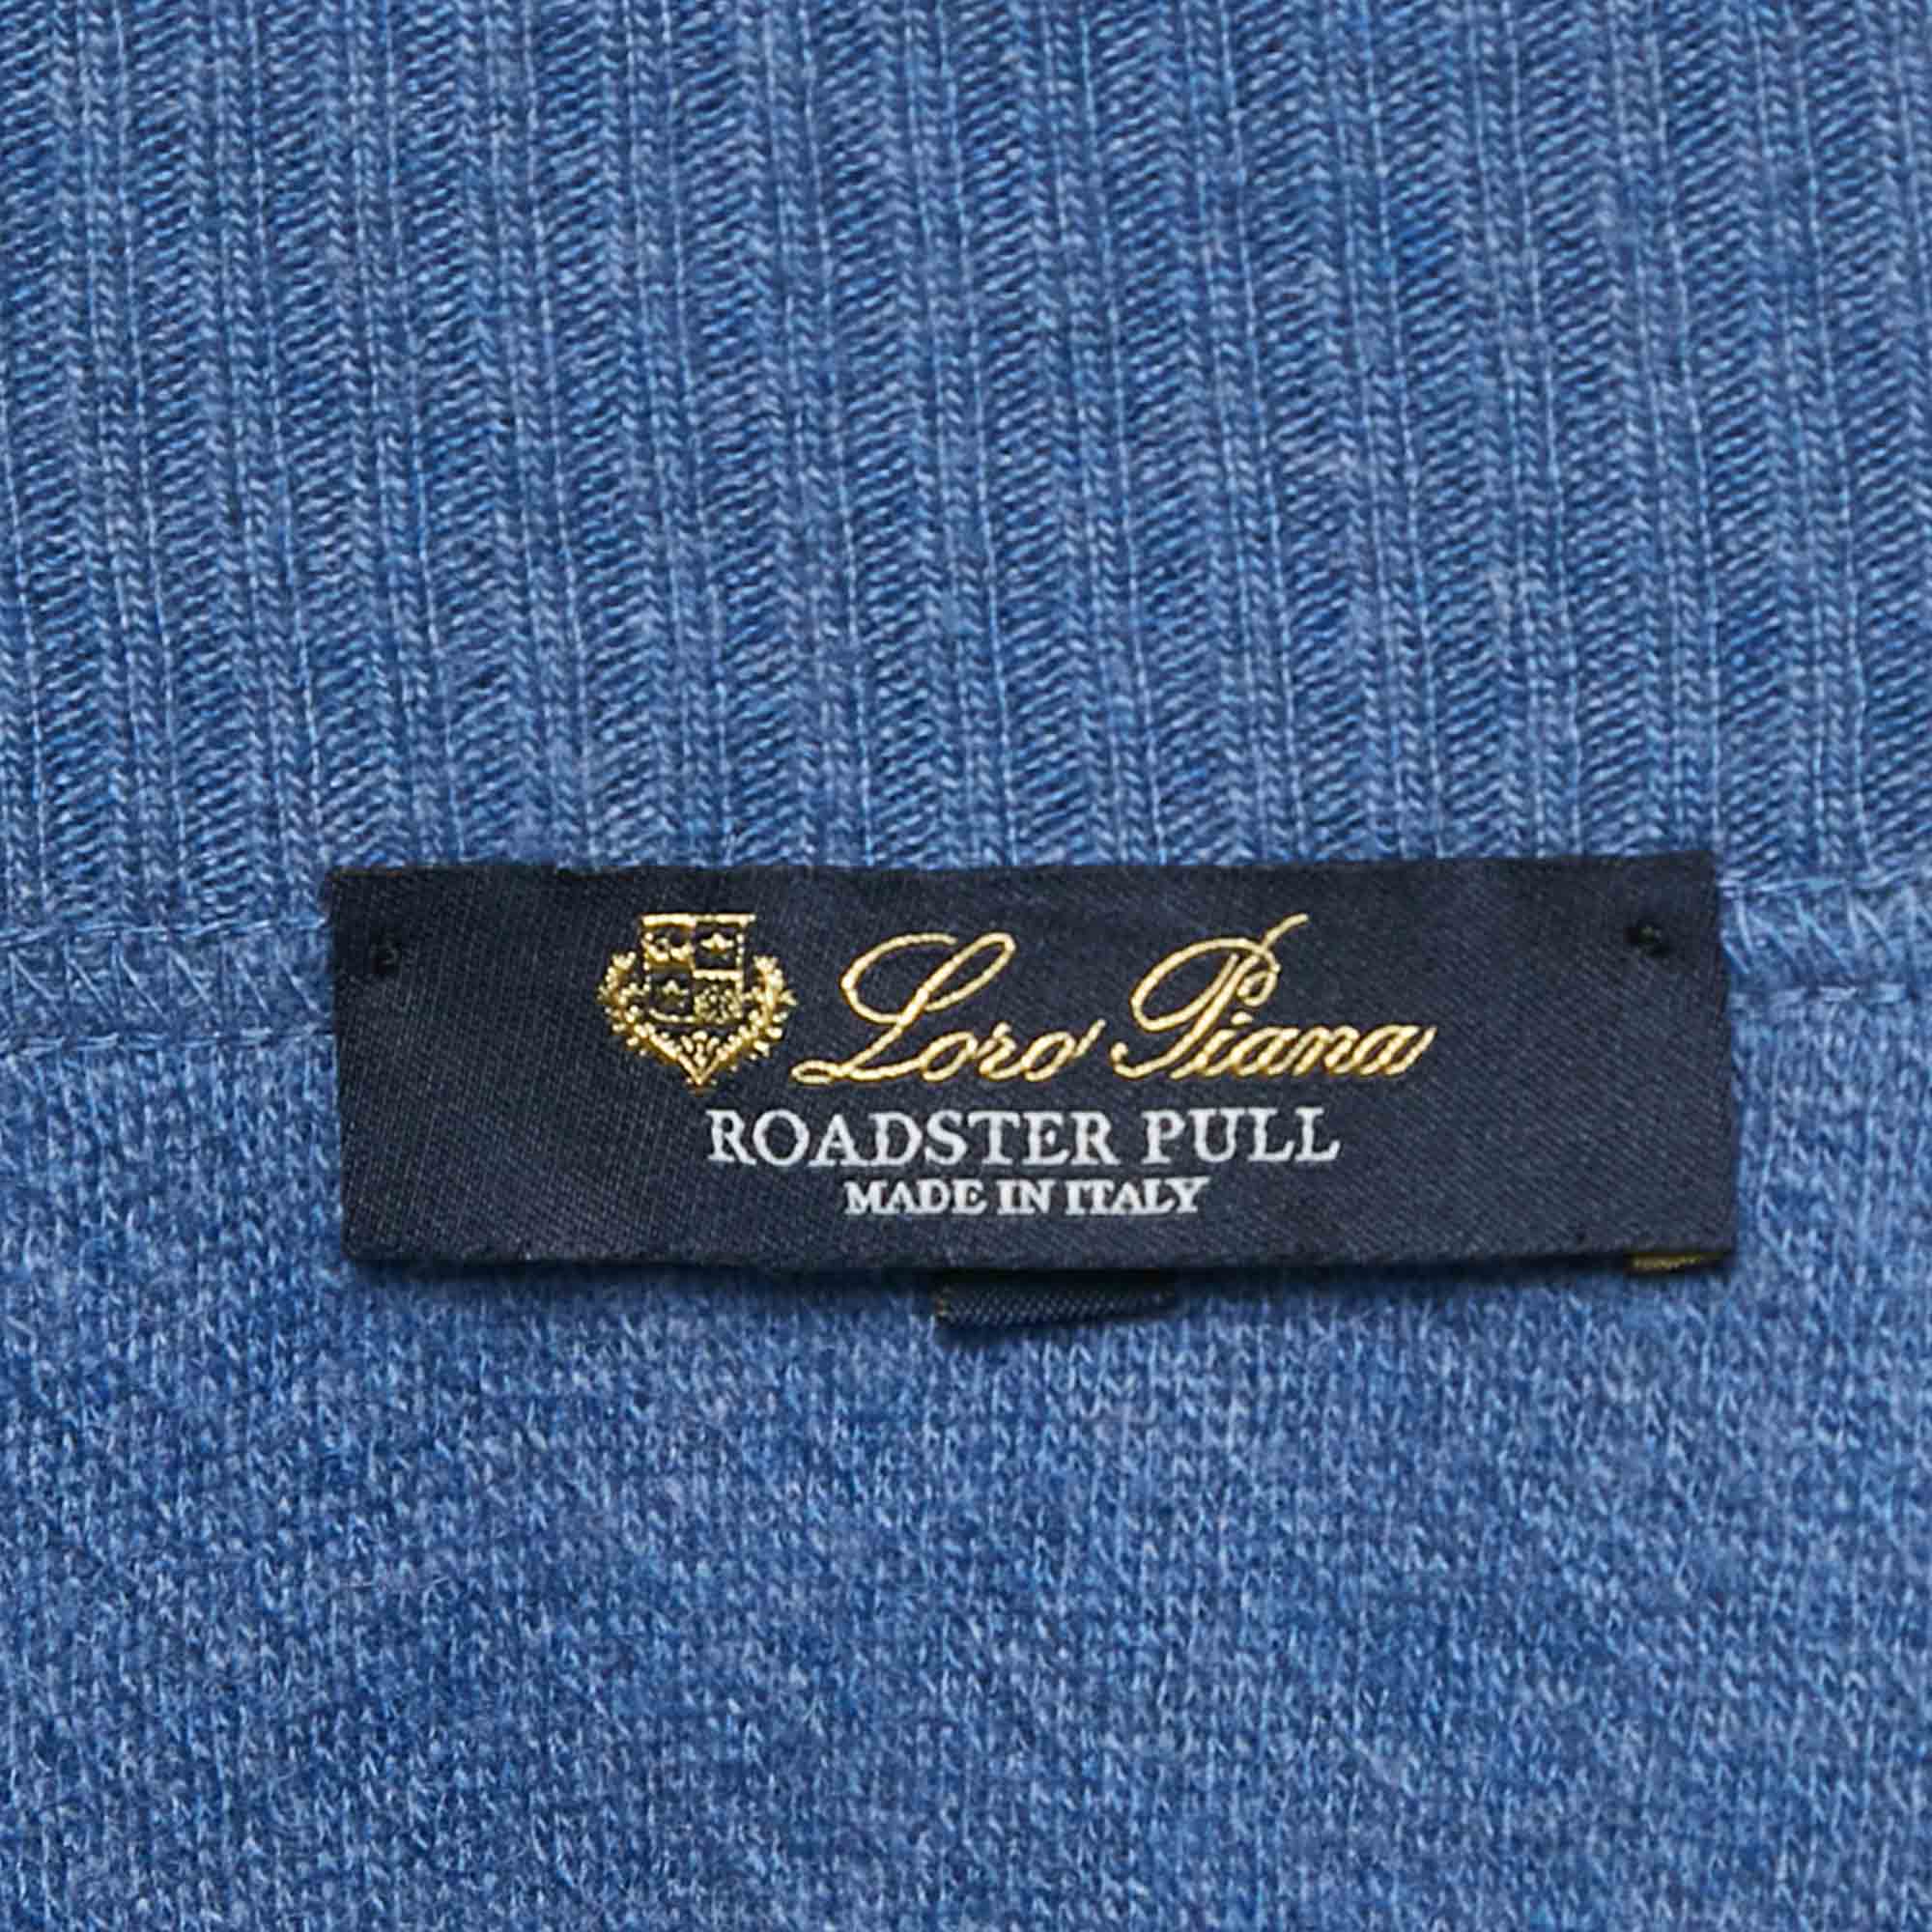 Loro Piana
ROADSTER PULL
MADE IN ITALY